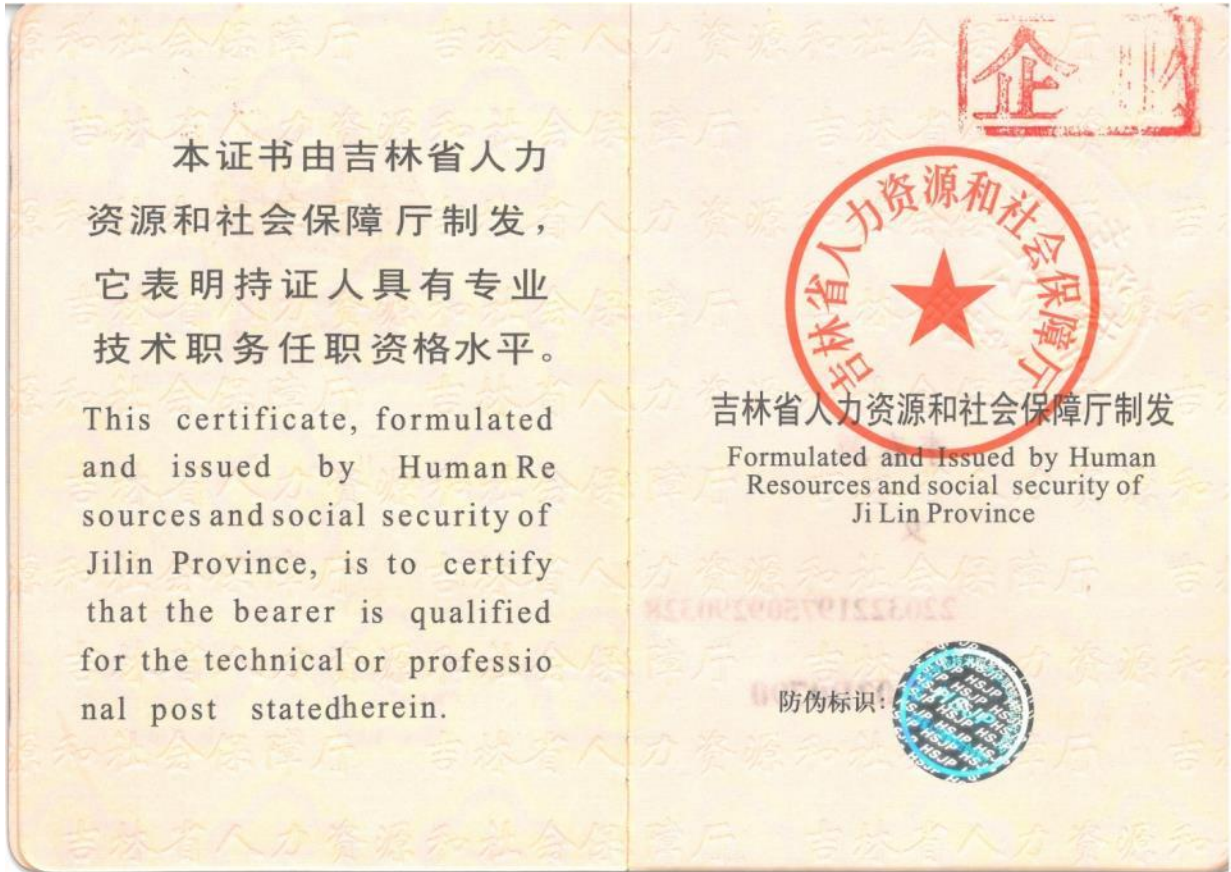 本证书由吉林省人力
资源和社会保障厅制发，
它表明持证人具有专业
技术职务任职资格水平。
This certificate, formulated
and issued by Human Re
sources and social security of
Jilin Province, is to certify
that the bearer is qualified
for the technical or professio
nal post statedherein.
企业
吉林省人力资源和社会保障厅
吉林省人力资源和社会保障厅制发
Formulated and Issued by Human
Resources and social security of
Ji Lin Province
防伪标识：
HSJP